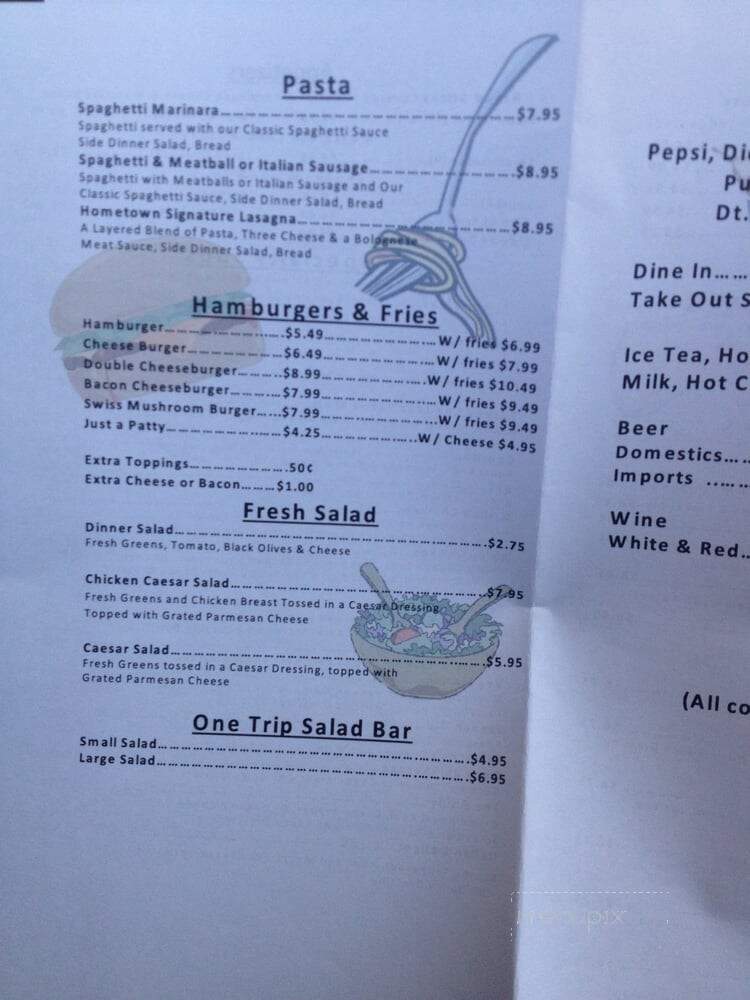 Pasta
Spaghetti Marinara……………………………………………$7.95
Spaghetti served with our Classic Spaghetti Sauce
Side Dinner Salad, Bread
Spaghetti & Meatball or Italian Sausage……………………$8.95
Spaghetti with Meatballs or Italian Sausage and Our
Classic Spaghetti Sauce, Side Dinner Salad, Bread
Hometown Signature Lasagna……………………………$8.95
A Layered Blend of Pasta, Three Cheese & a Bolognese
Meat Sauce, Side Dinner Salad, Bread
Hamburgers & Fries
Hamburger………………$5.49………………W/ fries $6.99
Cheese Burger……………$6.49………………W/ fries $7.99
Double Cheeseburger………$8.99………………W/ fries $10.49
Bacon Cheeseburger………$7.99………………W/ fries $9.49
Swiss Mushroom Burger……$7.99………………W/ fries $9.49
Just a Patty………………$4.25………………W/ Cheese $4.95
Extra Toppings………………….50¢
Extra Cheese or Bacon………$1.00
Fresh Salad
Dinner Salad……………………………………………$2.75
Fresh Greens, Tomato, Black Olives & Cheese
Chicken Caesar Salad……………………………………$7.95
Fresh Greens and Chicken Breast Tossed in a Caesar Dressing
Topped with Grated Parmesan Cheese
Caesar Salad……………………………………………$5.95
Fresh Greens tossed in a Caesar Dressing, topped with
Grated Parmesan Cheese
One Trip Salad Bar
Small Salad……………………………………………$4.95
Large Salad……………………………………………$6.95
Pepsi, Di
Pu
Dt.
Dine In……
Take Out S
Ice Tea, Ho
Milk, Hot C
Beer
Domestics……
Imports ……
Wine
White & Red…
(All co
menupix